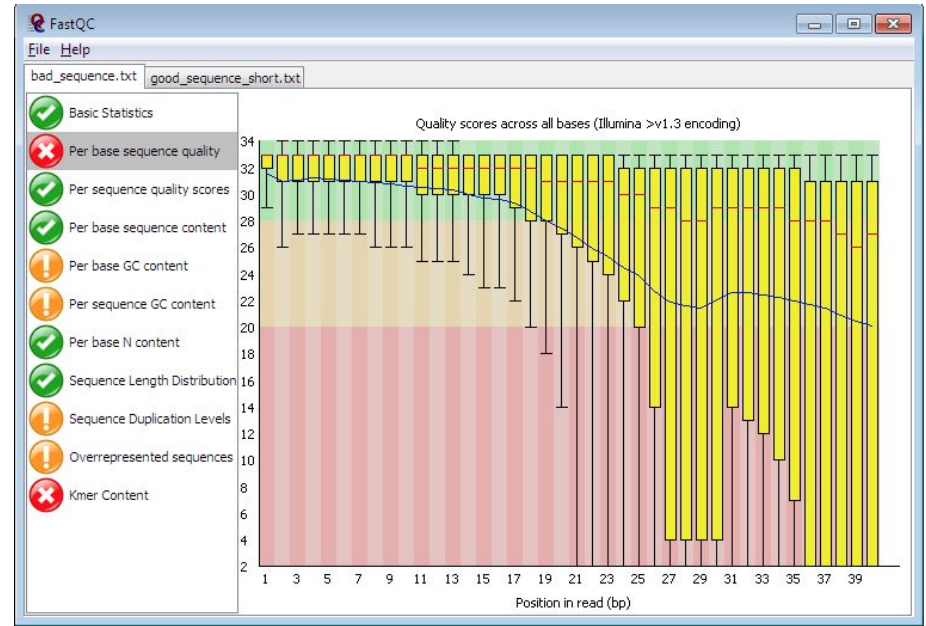 FastQC
File Help
bad_sequence.txt good_sequence_short.txt
Basic Statistics
Per base sequence quality
Per sequence quality scores
Per base sequence content
Per base GC content
Per sequence GC content
Per base N content
Sequence Length Distribution
Sequence Duplication Levels
Overrepresented sequences
Kmer Content
Quality scores across all bases (Illumina >v1.3 encoding)
34
32
30
28
26
24
22
20
18
16
14
12
10
8
6
4
2
1 3 5 7 9 11 13 15 17 19 21 23 25 27 29 31 33 35 37 39
Position in read (bp)